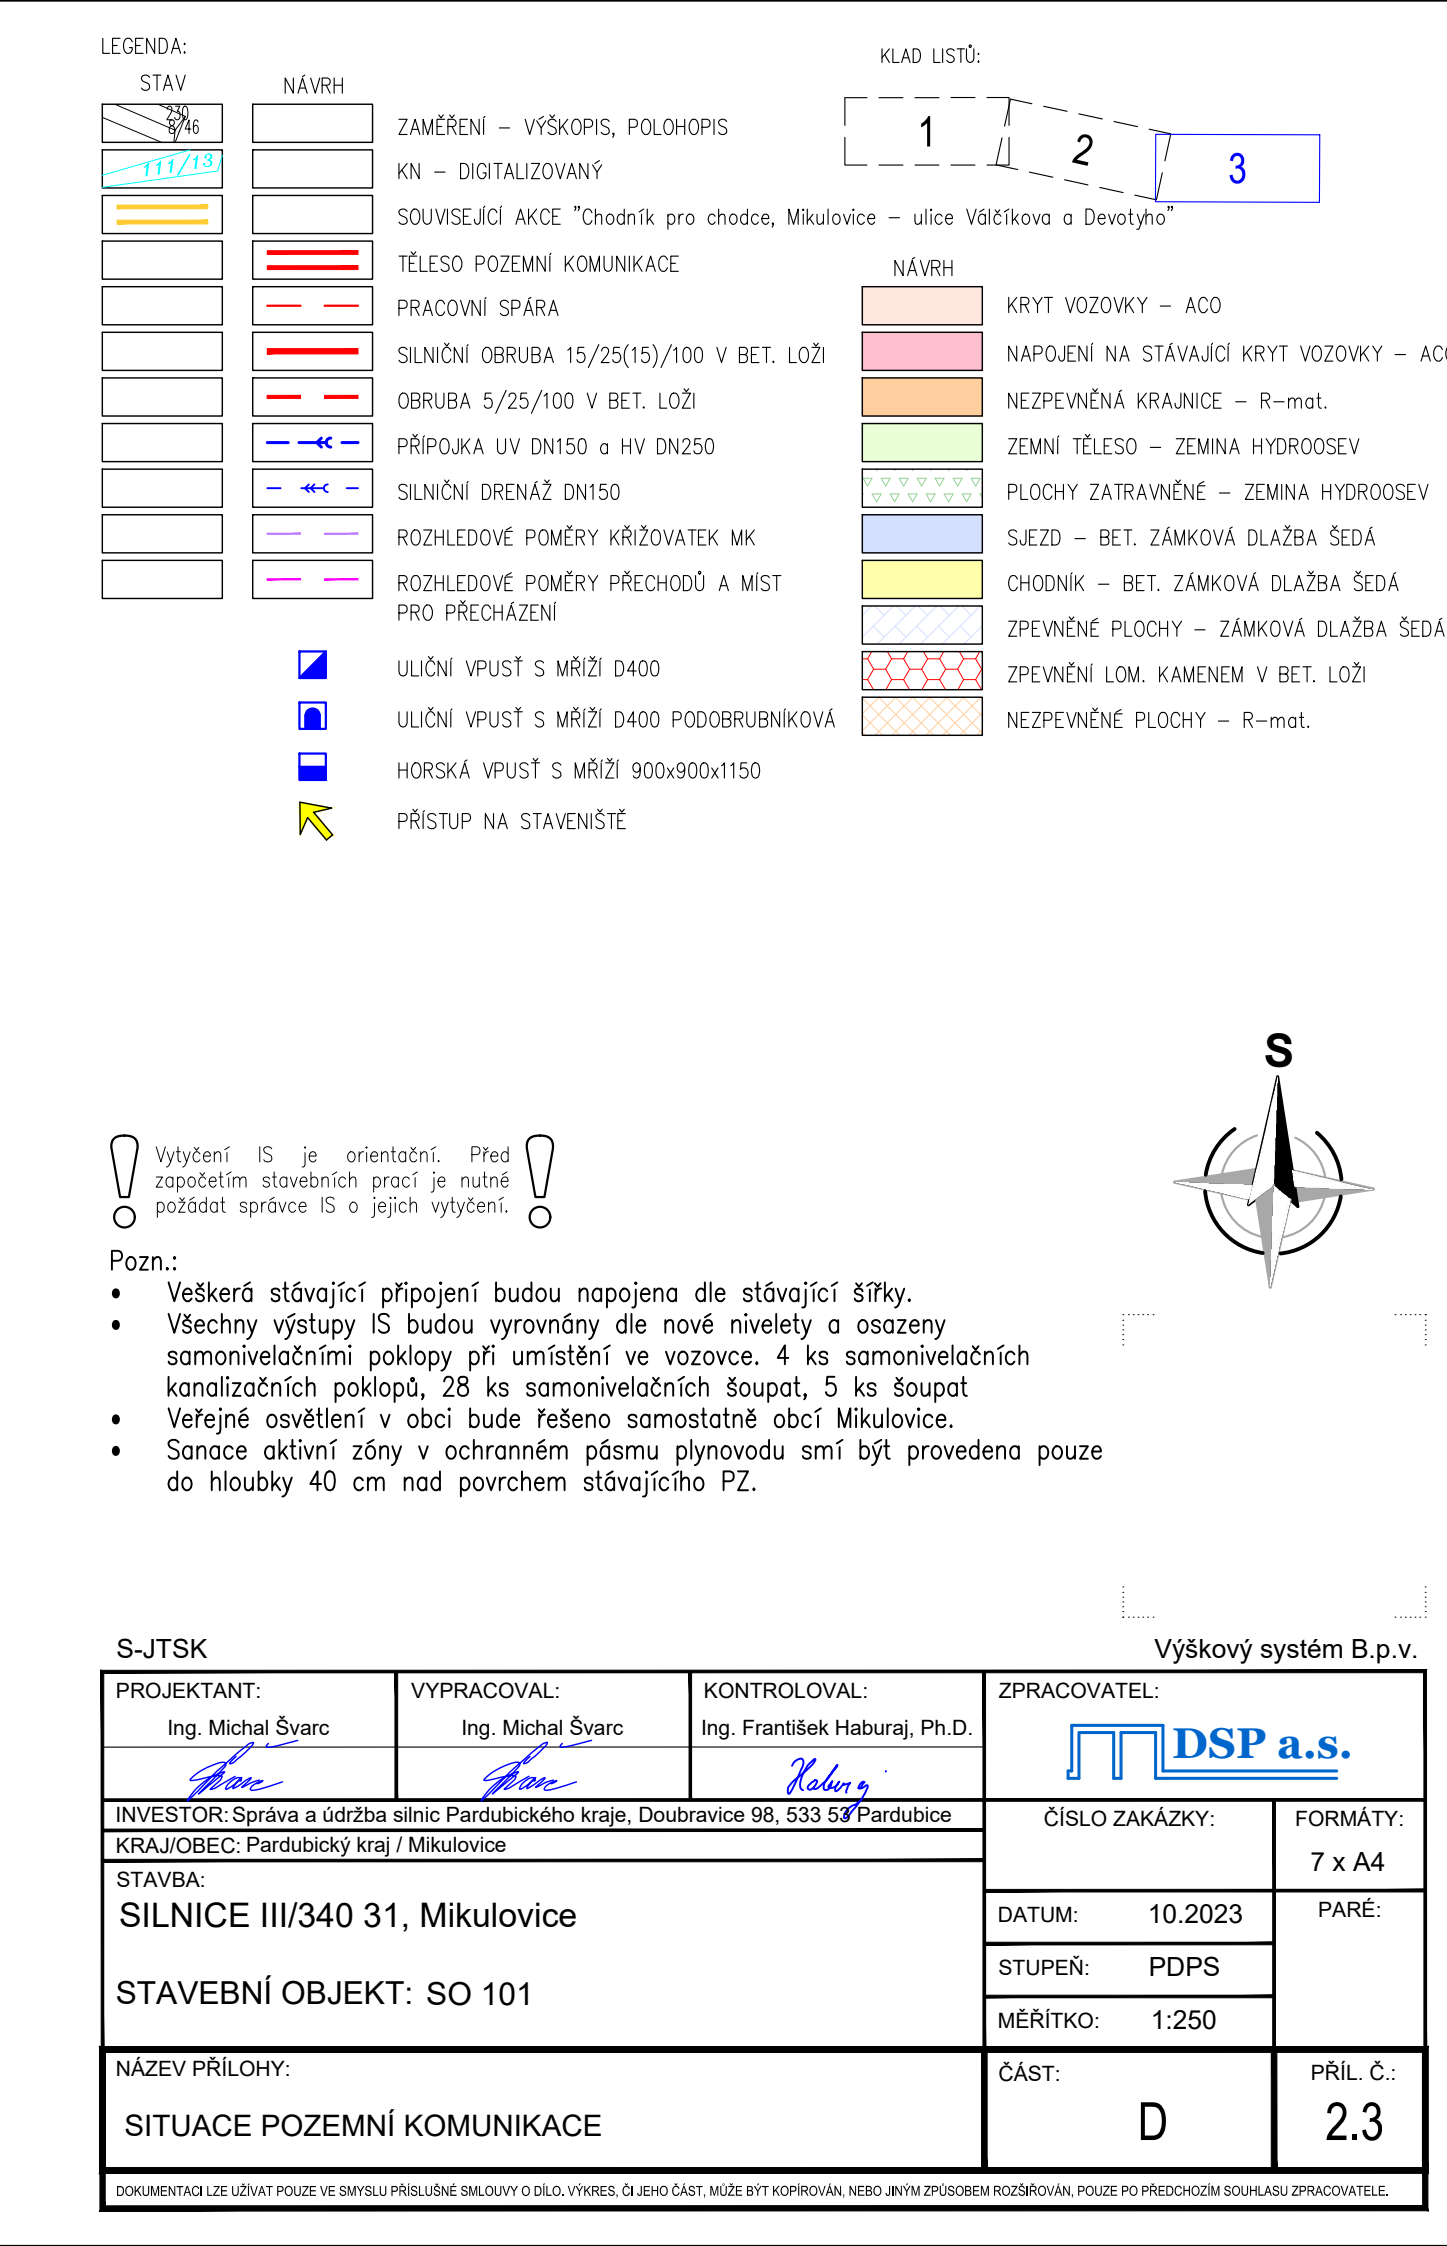 LEGENDA:
STAV
NÁVRH
230
8/46
ZAMĚŘENÍ – VÝŠKOPIS, POLOHOPIS
111/13
KN – DIGITALIZOVANÝ
SOUVISEJÍCÍ AKCE "Chodník pro chodce, Mikulovice – ulice Válčíkova a Devotyho"
TĚLESO POZEMNÍ KOMUNIKACE
PRACOVNÍ SPÁRA
SILNIČNÍ OBRUBA 15/25(15)/100 V BET. LOŽI
OBRUBA 5/25/100 V BET. LOŽI
PŘÍPOJKA UV DN150 a HV DN250
SILNIČNÍ DRENÁŽ DN150
ROZHLEDOVÉ POMĚRY KŘIŽOVATEK MK
ROZHLEDOVÉ POMĚRY PŘECHODŮ A MÍST
PRO PŘECHÁZENÍ
ULIČNÍ VPUSŤ S MŘÍŽÍ D400
ULIČNÍ VPUSŤ S MŘÍŽÍ D400 PODOBRUBNÍKOVÁ
HORSKÁ VPUSŤ S MŘÍŽÍ 900x900x1150
PŘÍSTUP NA STAVENIŠTĚ
KLAD LISTŮ:
1
2
3
NÁVRH
KRYT VOZOVKY – ACO
NAPOJENÍ NA STÁVAJÍCÍ KRYT VOZOVKY – ACO
NEZPEVNĚNÁ KRAJNICE – R–mat.
ZEMNÍ TĚLESO – ZEMINA HYDROOSEV
PLOCHY ZATRAVNĚNÉ – ZEMINA HYDROOSEV
SJEZD – BET. ZÁMKOVÁ DLAŽBA ŠEDÁ
CHODNÍK – BET. ZÁMKOVÁ DLAŽBA ŠEDÁ
ZPEVNĚNÉ PLOCHY – ZÁMKOVÁ DLAŽBA ŠEDÁ
ZPEVNĚNÍ LOM. KAMENEM V BET. LOŽI
NEZPEVNĚNÉ PLOCHY – R–mat.
S
! Vytyčení IS je orientační. Před !
započetím stavebních prací je nutné
požádat správce IS o jejich vytyčení.
Pozn.:
• Veškerá stávající připojení budou napojena dle stávající šířky.
• Všechny výstupy IS budou vyrovnány dle nové nivelety a osazeny
samonivelačními poklopy při umístění ve vozovce. 4 ks samonivelačních
kanalizačních poklopů, 28 ks samonivelačních šoupat, 5 ks šoupat
• Veřejné osvětlení v obci bude řešeno samostatně obcí Mikulovice.
• Sanace aktivní zóny v ochranném pásmu plynovodu smí být provedena pouze
do hloubky 40 cm nad povrchem stávajícího PZ.
S-JTSK
Výškový systém B.p.v.
PROJEKTANT:
Ing. Michal Švarc
Švarc
VYPRACOVAL:
Ing. Michal Švarc
Švarc
KONTROLOVAL:
Ing. František Haburaj, Ph.D.
Haburaj
ZPRACOVATEL:
DSP a.s.
INVESTOR: Správa a údržba silnic Pardubického kraje, Doubravice 98, 533 53 Pardubice
KRAJ/OBEC: Pardubický kraj / Mikulovice
STAVBA:
SILNICE III/340 31, Mikulovice
STAVEBNÍ OBJEKT: SO 101
ČÍSLO ZAKÁZKY:
FORMÁTY:
7 x A4
DATUM: 10.2023
PARÉ:
STUPEŇ: PDPS
MĚŘÍTKO: 1:250
NÁZEV PŘÍLOHY:
SITUACE POZEMNÍ KOMUNIKACE
ČÁST:
D
PŘÍL. Č.:
2.3
DOKUMENTACI LZE UŽÍVAT POUZE VE SMYSLU PŘÍSLUŠNÉ SMLOUVY O DÍLO. VÝKRES, ČI JEHO ČÁST, MŮŽE BÝT KOPÍROVÁN, NEBO JINÝM ZPŮSOBEM ROZŠIŘOVÁN, POUZE PO PŘEDCHOZÍM SOUHLASU ZPRACOVATELE.